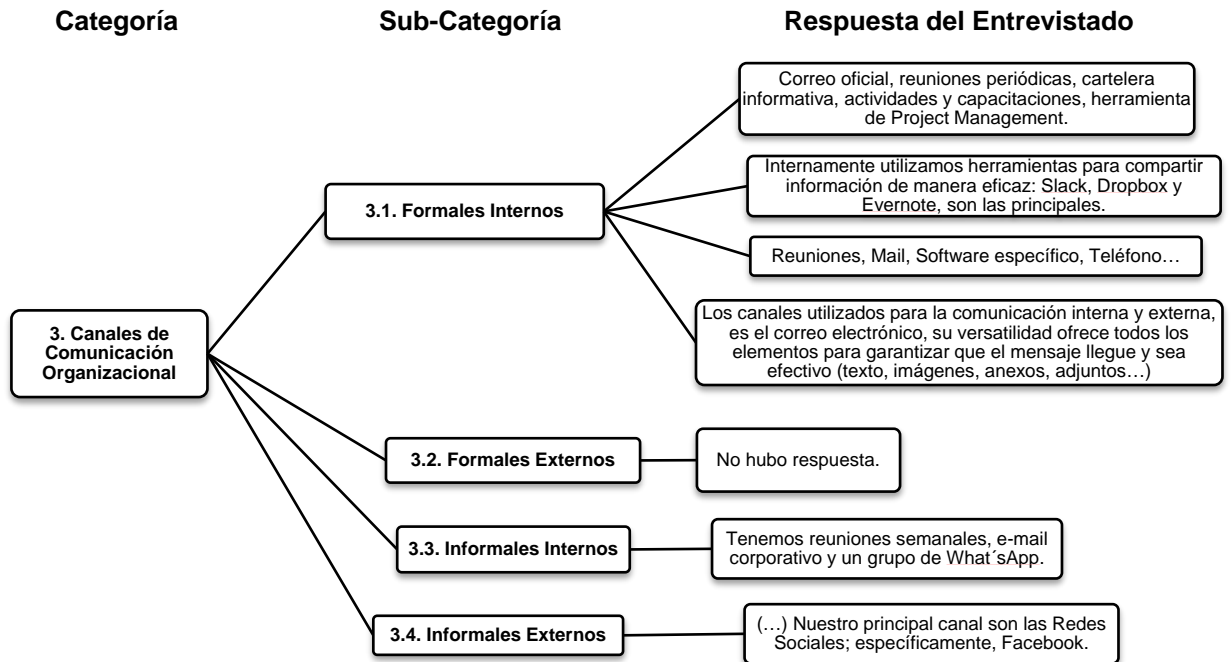 Categoría
Sub-Categoría
Respuesta del Entrevistado
3. Canales de
Comunicación
Organizacional
3.1. Formales Internos
Correo oficial, reuniones periódicas, cartelera
informativa, actividades y capacitaciones, herramienta
de Project Management.
Internamente utilizamos herramientas para compartir
información de manera eficaz: Slack, Dropbox y
Evernote, son las principales.
Reuniones, Mail, Software específico, Teléfono…
Los canales utilizados para la comunicación interna y externa,
es el correo electrónico, su versatilidad ofrece todos los
elementos para garantizar que el mensaje llegue y sea
efectivo (texto, imágenes, anexos, adjuntos…)
3.2. Formales Externos
No hubo respuesta.
3.3. Informales Internos
Tenemos reuniones semanales, e-mail
corporativo y un grupo de What´sApp.
3.4. Informales Externos
(…) Nuestro principal canal son las Redes
Sociales; específicamente, Facebook.